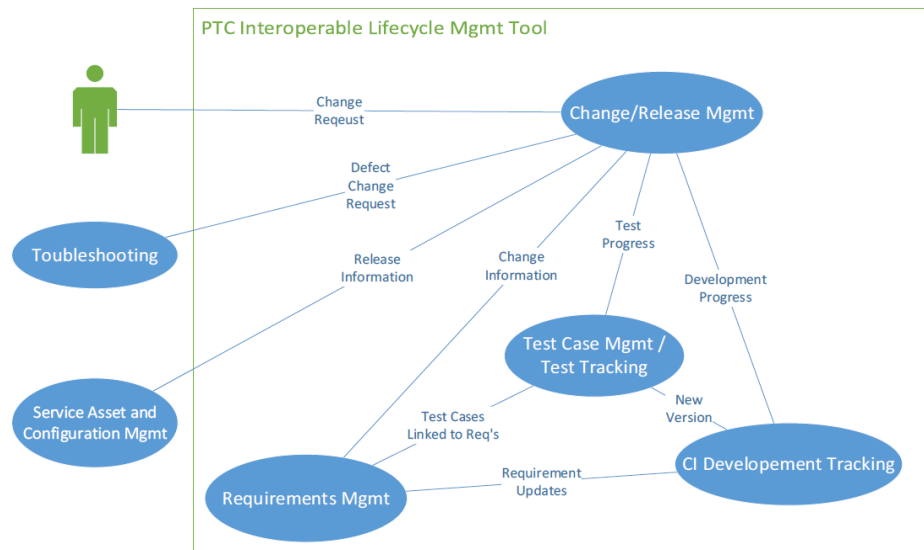 PTC Interoperable Lifecycle Mgmt Tool
Change
Reqeust
Change/Release Mgmt
Defect
Change
Request
Toubleshooting
Release
Information
Change
Information
Test
Progress
Development
Progress
Test Case Mgmt /
Test Tracking
Service Asset and
Configuration Mgmt
Test Cases
Linked to Req's
New
Version
CI Developement Tracking
Requirements Mgmt
Requirement
Updates